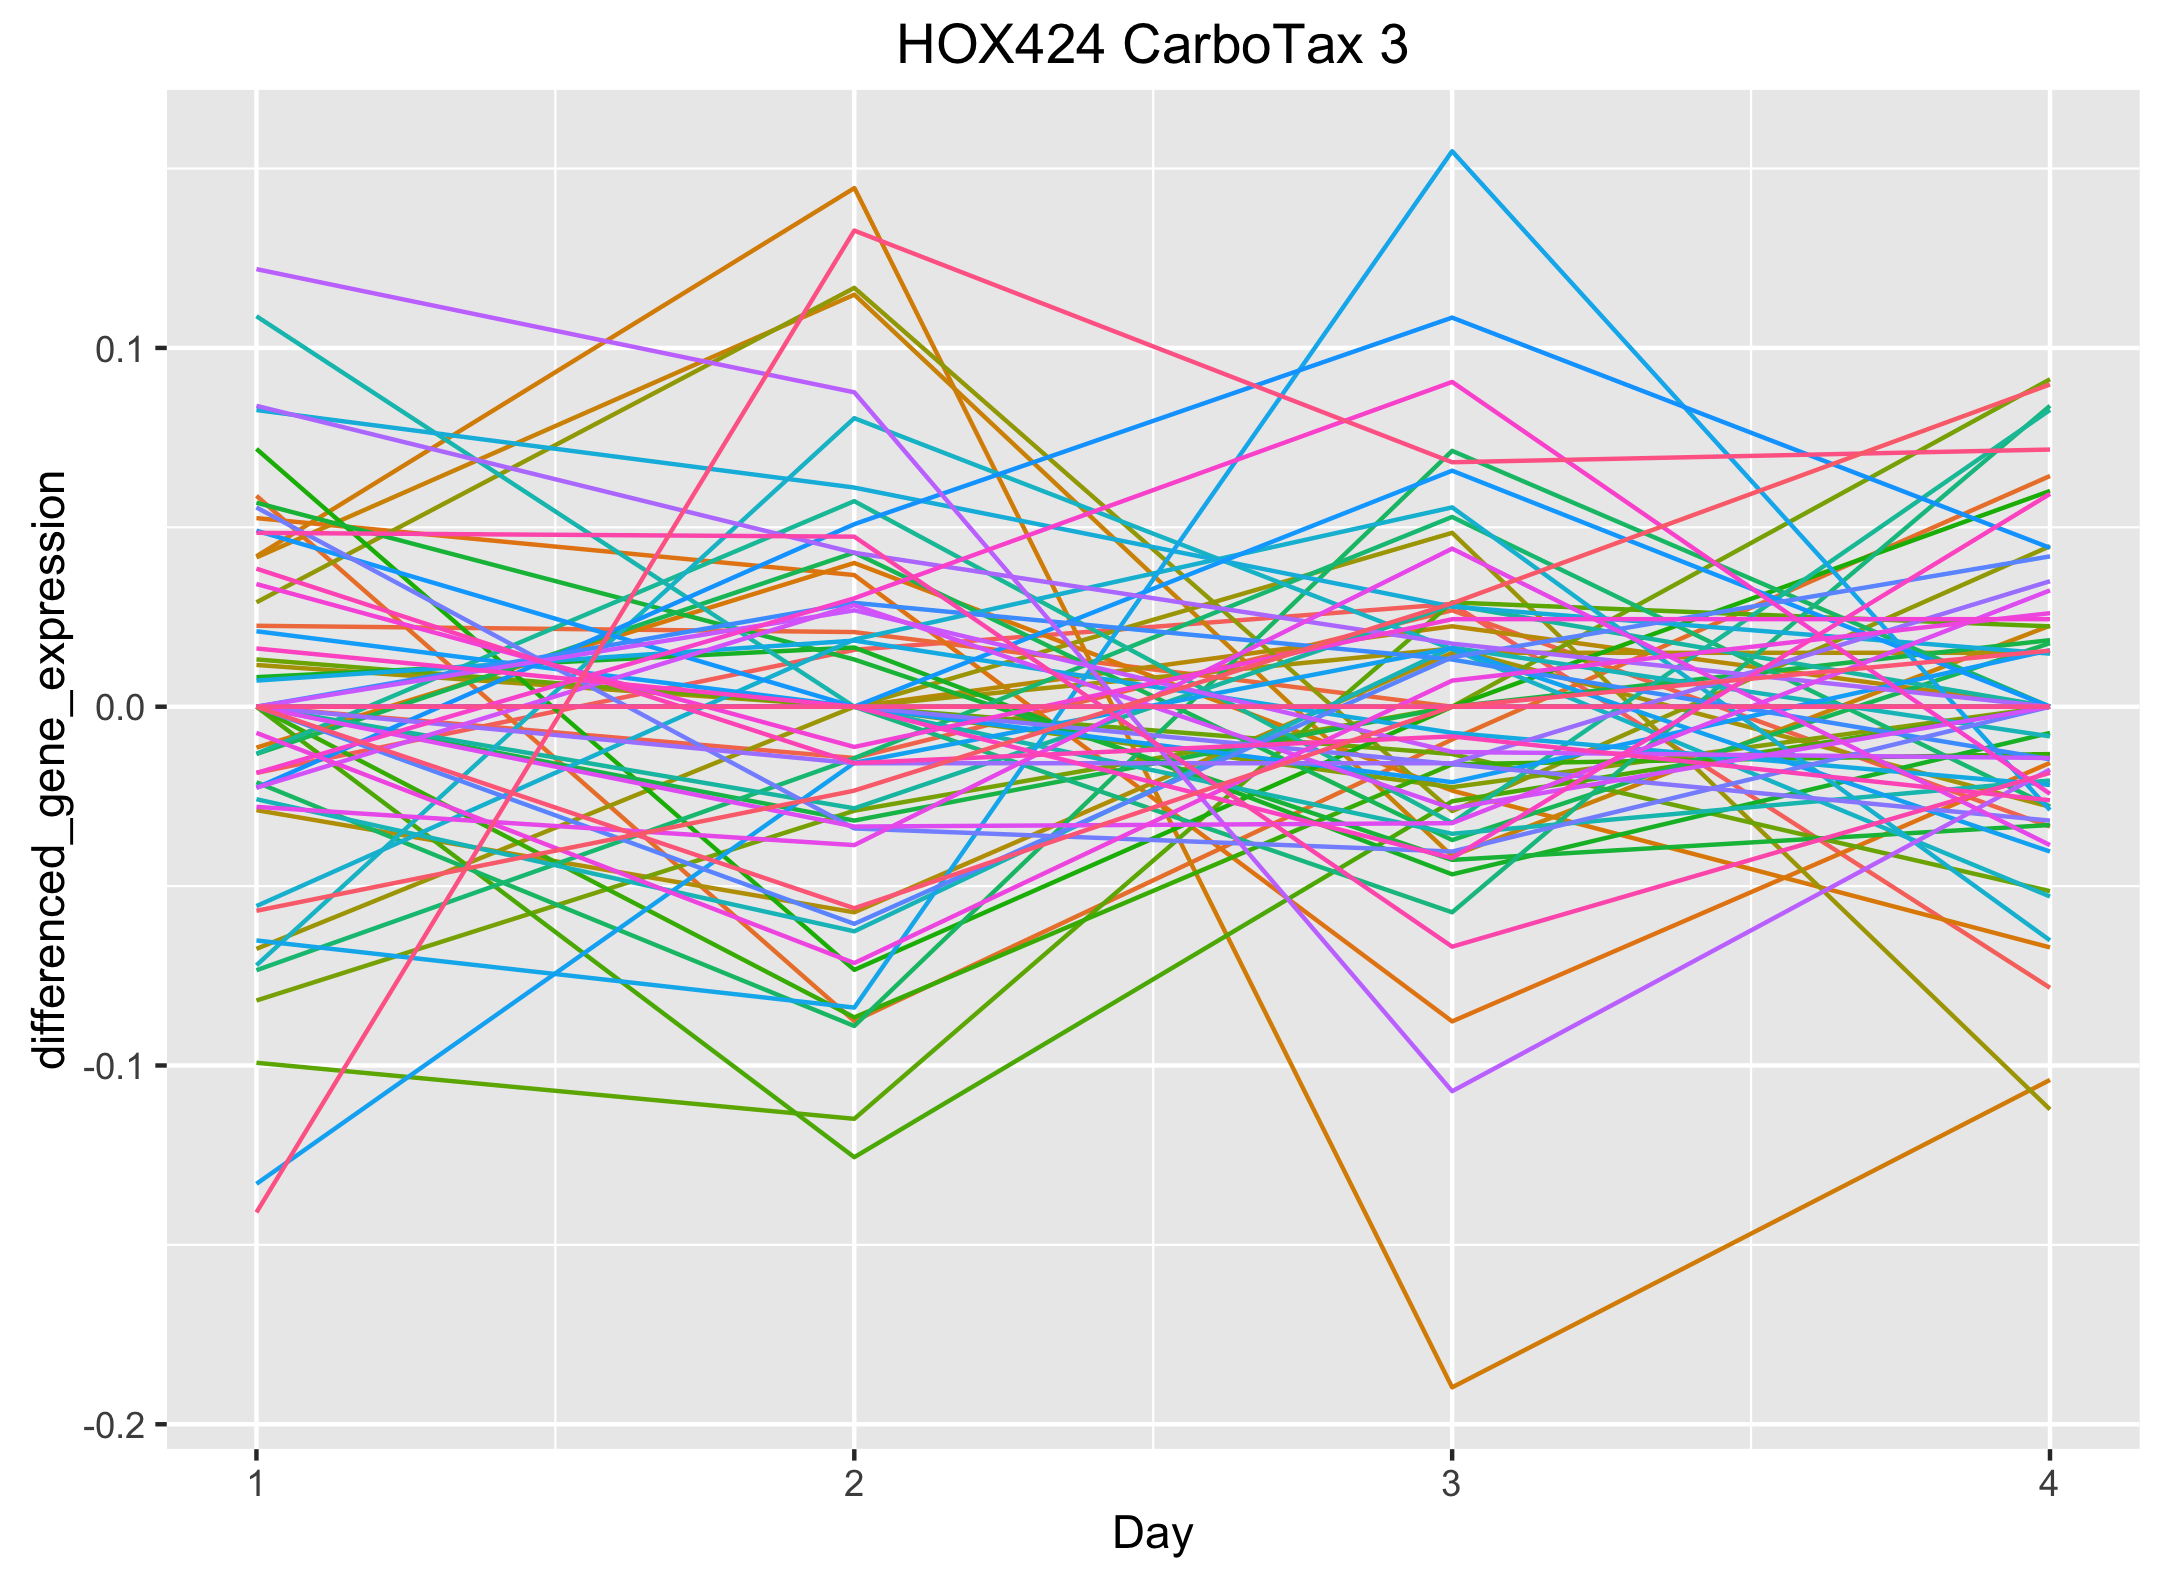 HOX424 CarboTax 3
differenced_gene_expression
0.1
0.0
-0.1
-0.2
1 2 3 4
Day